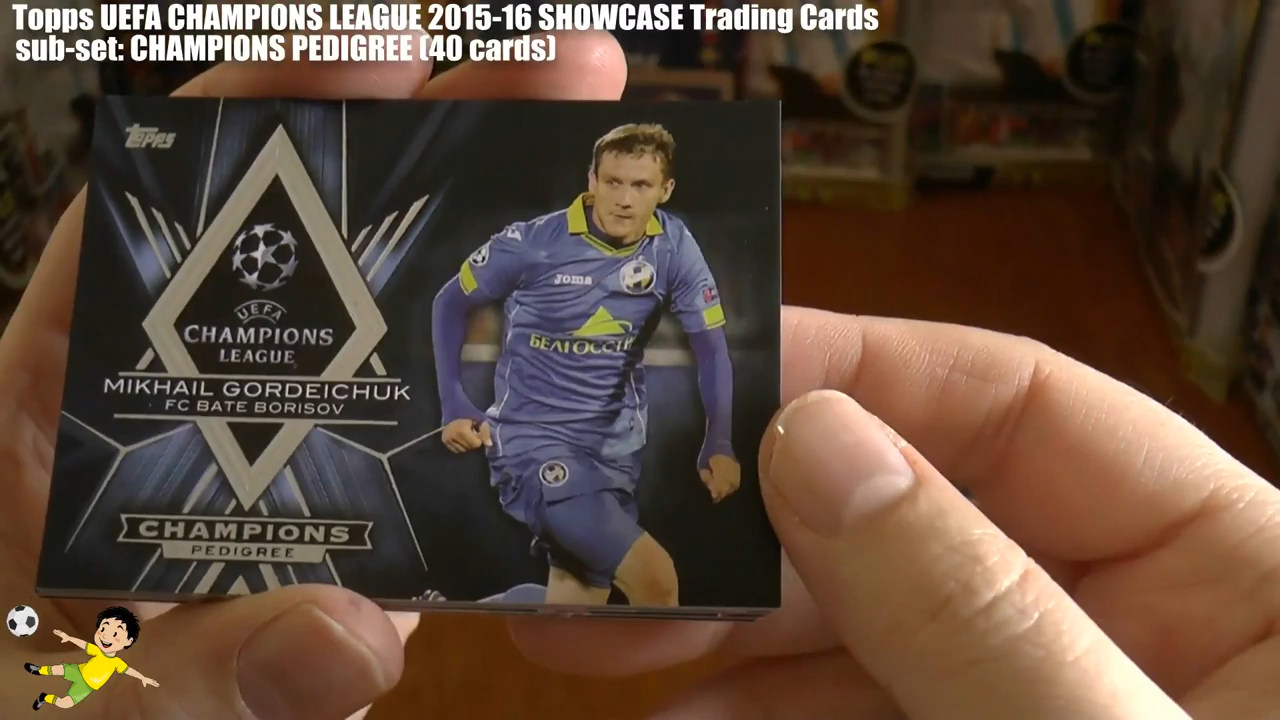 Topps UEFA CHAMPIONS LEAGUE 2015-16 SHOWCASE Trading Cards
sub-set: CHAMPIONS PEDIGREE (40 cards)
TOPPS
UEFA
CHAMPIONS
LEAGUE
MIKHAIL GORDEICHUK
FC BATE BORISOV
CHAMPIONS
PEDIGREE
Joma